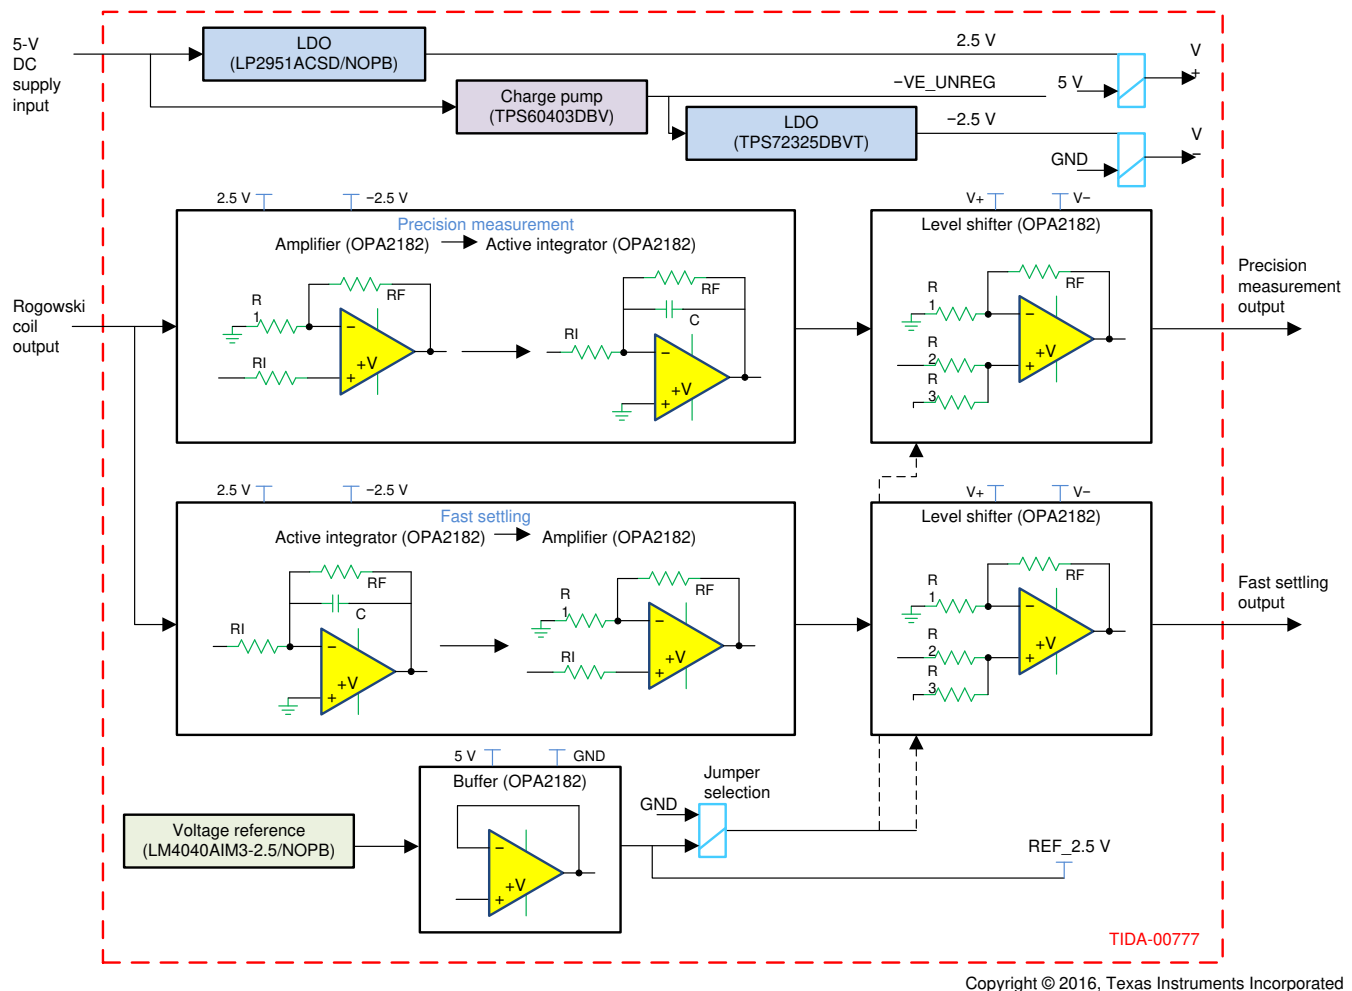 5-V
DC
supply
input
LDO
(LP2951ACSD/NOPB)
2.5 V
V
+
−VE_UNREG
5 V
Charge pump
(TPS60403DBV)
LDO
(TPS72325DBVT)
−2.5 V
V
−
GND
2.5 V
−2.5 V
Precision measurement
Amplifier (OPA2182)
Active integrator (OPA2182)
R
1
RF
RI
−
+
+V
RF
C
RI
−
+
+V
V+
V−
Level shifter (OPA2182)
R
1
RF
R
2
R
3
−
+
+V
Rogowski
coil
output
Precision
measurement
output
2.5 V
−2.5 V
Fast settling
Active integrator (OPA2182)
Amplifier (OPA2182)
RF
C
RI
−
+
+V
R
1
RF
RI
−
+
+V
V+
V−
Level shifter (OPA2182)
R
1
RF
R
2
R
3
−
+
+V
Fast settling
output
5 V
GND
Buffer (OPA2182)
−
+
+V
Voltage reference
(LM4040AIM3-2.5/NOPB)
Jumper
selection
GND
REF_2.5 V
TIDA-00777
Copyright © 2016, Texas Instruments Incorporated